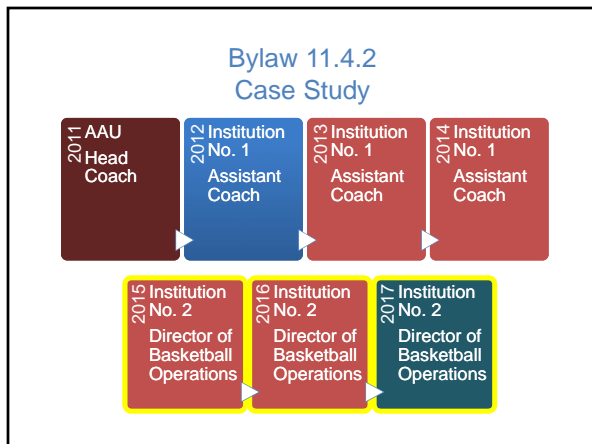 Bylaw 11.4.2
Case Study
2011
AAU
Head
Coach
2012
Institution
No. 1
Assistant
Coach
2013
Institution
No. 1
Assistant
Coach
2014
Institution
No. 1
Assistant
Coach
2015
Institution
No. 2
Director of
Basketball
Operations
2016
Institution
No. 2
Director of
Basketball
Operations
2017
Institution
No. 2
Director of
Basketball
Operations